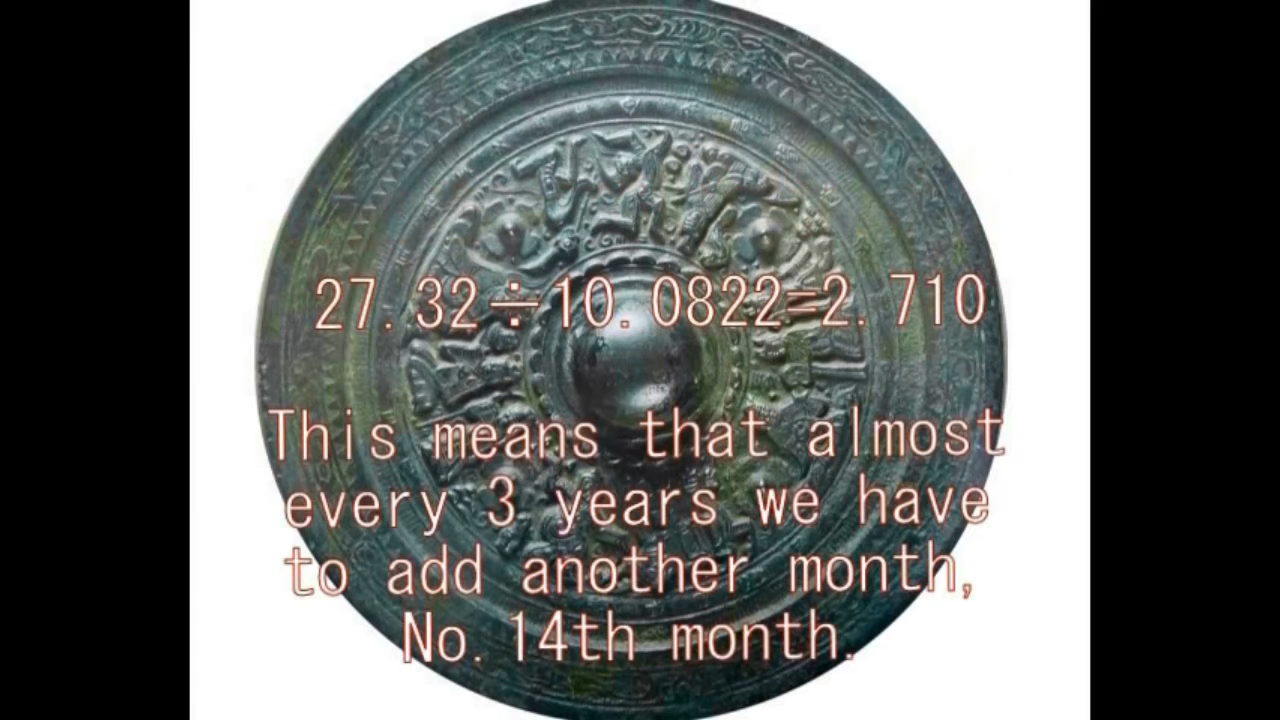 27.32÷10.0822=2.710
This means that almost
every 3 years we have
to add another month,
No.14th month.